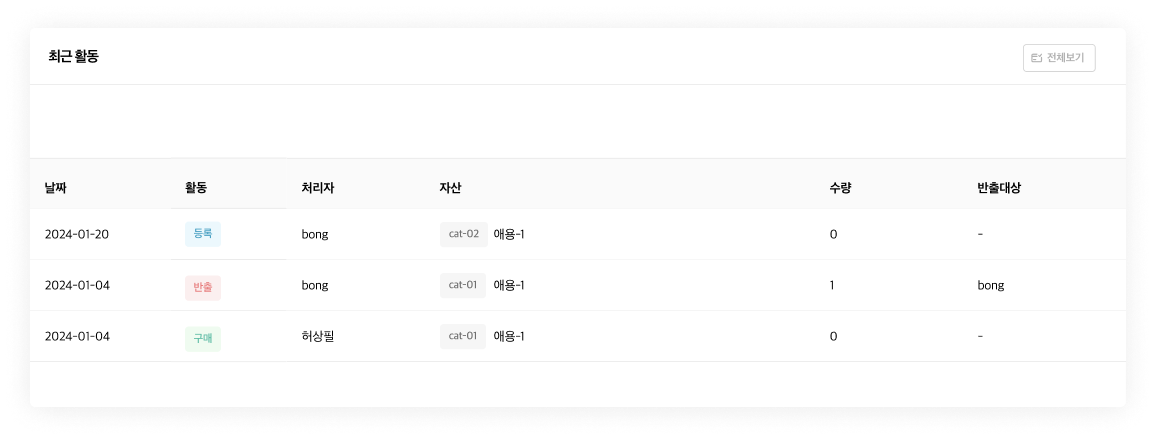 최근 활동
전체보기
날짜 활동 처리자 자산 수량 반출대상
2024-01-20 등록 bong cat-02 애용-1 0 -
2024-01-04 반출 bong cat-01 애용-1 1 bong
2024-01-04 구매 허상필 cat-01 애용-1 0 -